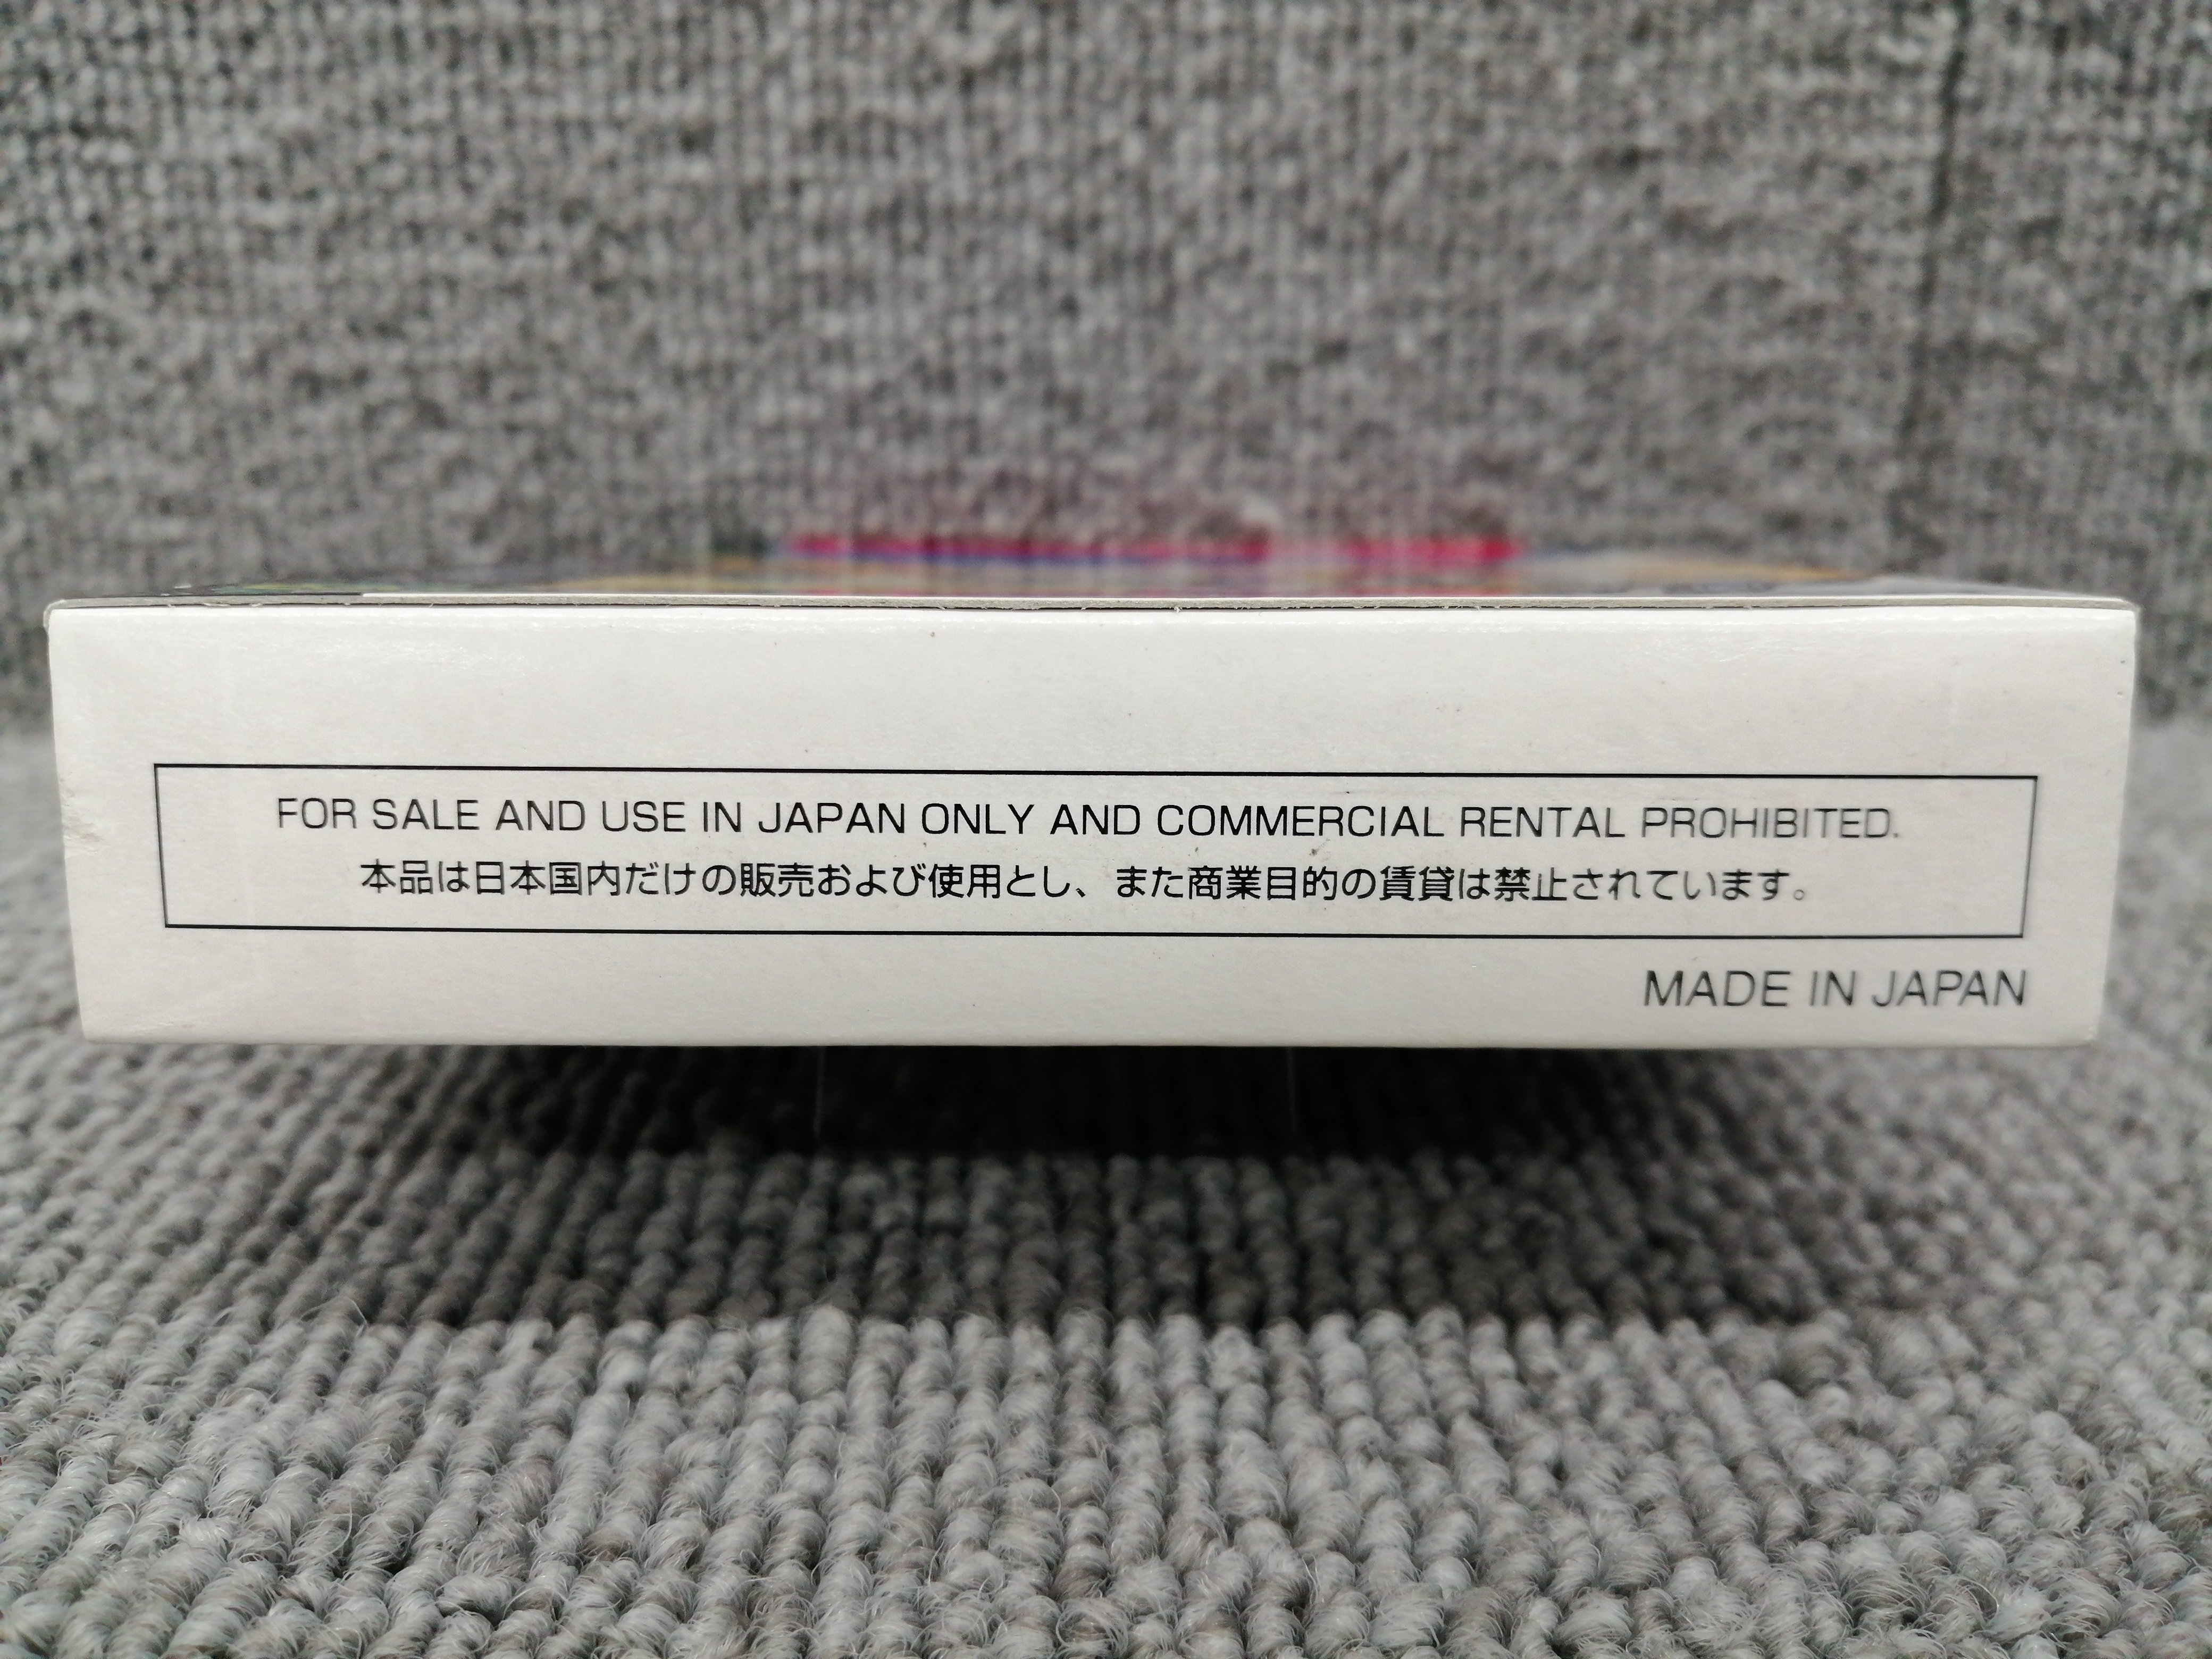 FOR SALE AND USE IN JAPAN ONLY AND COMMERCIAL RENTAL PROHIBITED.
本品は日本国内だけの販売および使用とし、また商業目的の賃貸は禁止されています。
MADE IN JAPAN